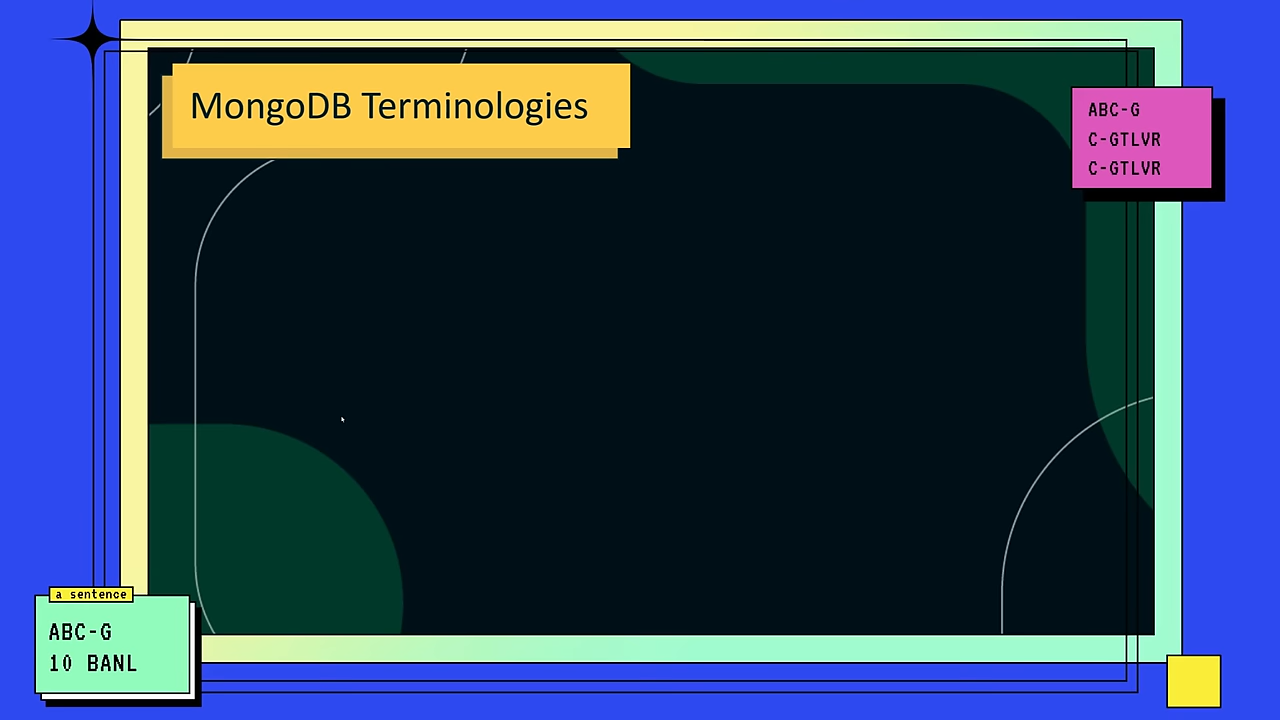 MongoDB Terminologies
ABC-G
C-GTLVR
C-GTLVR
a sentence
ABC-G
10 BANL